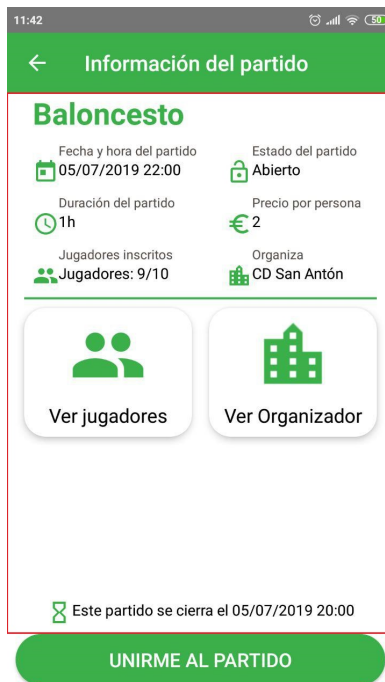 11:42
50
Información del partido
Baloncesto
Fecha y hora del partido
05/07/2019 22:00
Estado del partido
Abierto
Duración del partido
1h
Precio por persona
2
Jugadores inscritos
Jugadores: 9/10
Organiza
CD San Antón
Ver jugadores
Ver Organizador
Este partido se cierra el 05/07/2019 20:00
UNIRME AL PARTIDO